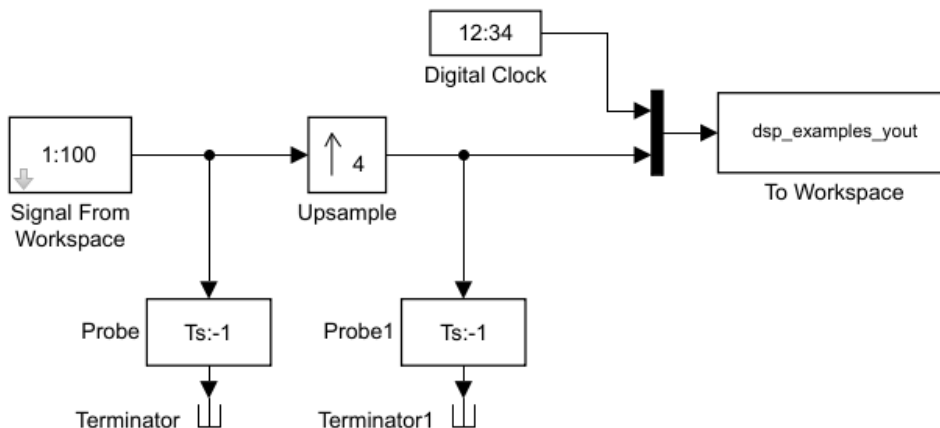 12:34
Digital Clock
1:100
Signal From
Workspace
4
Upsample
dsp_examples_yout
To Workspace
Probe
Ts:-1
Probe1
Ts:-1
Terminator
Terminator1